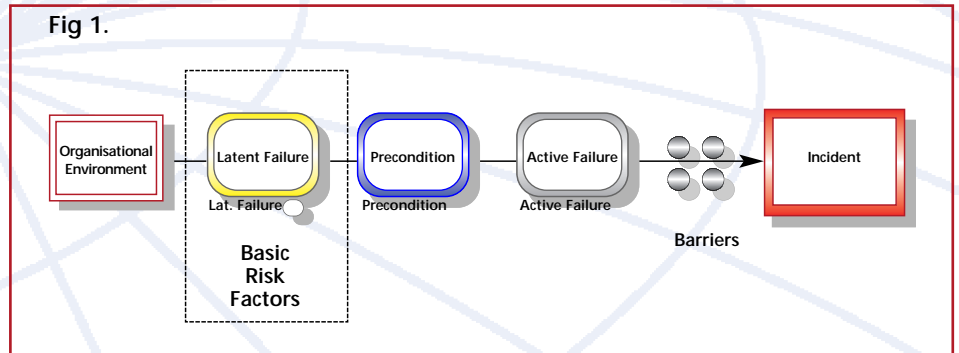 Fig 1.
Organisational
Environment
Latent Failure
Lat. Failure
Basic
Risk
Factors
Precondition
Precondition
Active Failure
Active Failure
Barriers
Incident